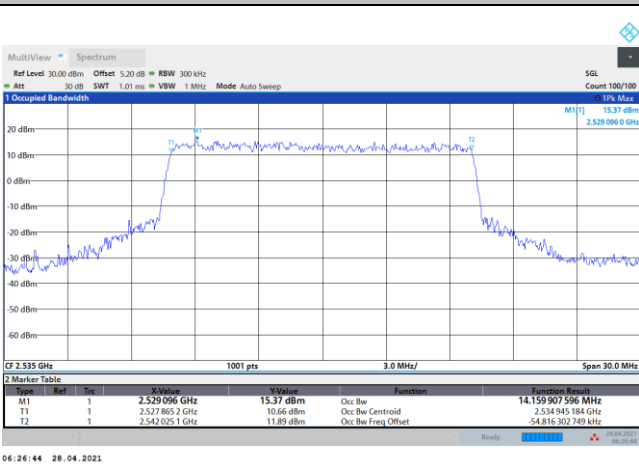 MultiView Spectrum
Ref Level 30.00 dBm Offset 5.20 dB RBW 300 kHz SGL
Att 30 dB SWT 1.01 ms VBW 1 MHz Mode Auto Sweep Count 100/100
1 Occupied Bandwidth 1Pk Max
M1[1] 15.37 dBm
2.529 096 0 GHz
20 dBm
M1
T1
T2
10 dBm
0 dBm
-10 dBm
-20 dBm
-30 dBm
-40 dBm
-50 dBm
-60 dBm
CF 2.535 GHz 1001 pts 3.0 MHz/ Span 30.0 MHz
2 Marker Table
Type Ref Trc X-Value Y-Value Function Function Result
M1 1 2.529 096 GHz 15.37 dBm Occ Bw 14.159 907 596 MHz
T1 1 2.527 865 2 GHz 10.66 dBm Occ Bw Centroid 2.534 945 184 GHz
T2 1 2.542 025 1 GHz 11.89 dBm Occ Bw Freq Offset -54.816 302 749 kHz
Ready 28.04.2021
06:26:44
06:26:44 28.04.2021